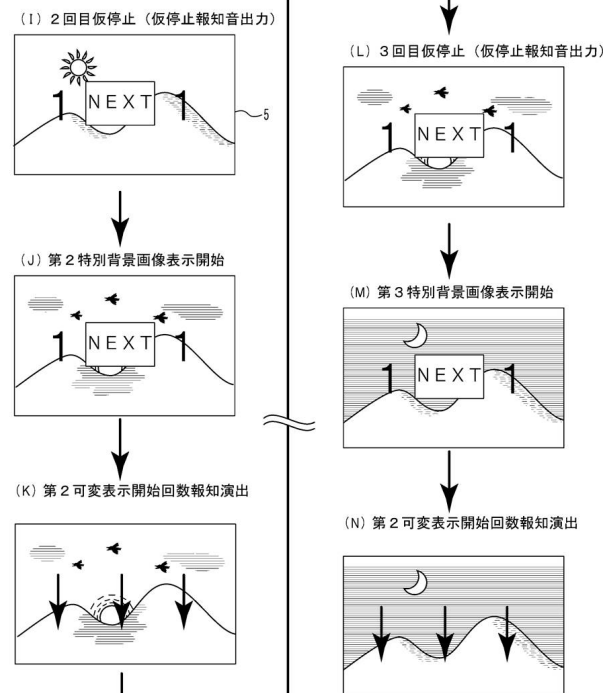 (I) 2回目仮停止 (仮停止報知音出力)
1 NEXT 1
5
(J) 第2特別背景画像表示開始
1 NEXT 1
(K) 第2可変表示開始回数報知演出
(L) 3回目仮停止 (仮停止報知音出力)
1 NEXT 1
(M) 第3特別背景画像表示開始
1 NEXT 1
(N) 第2可変表示開始回数報知演出